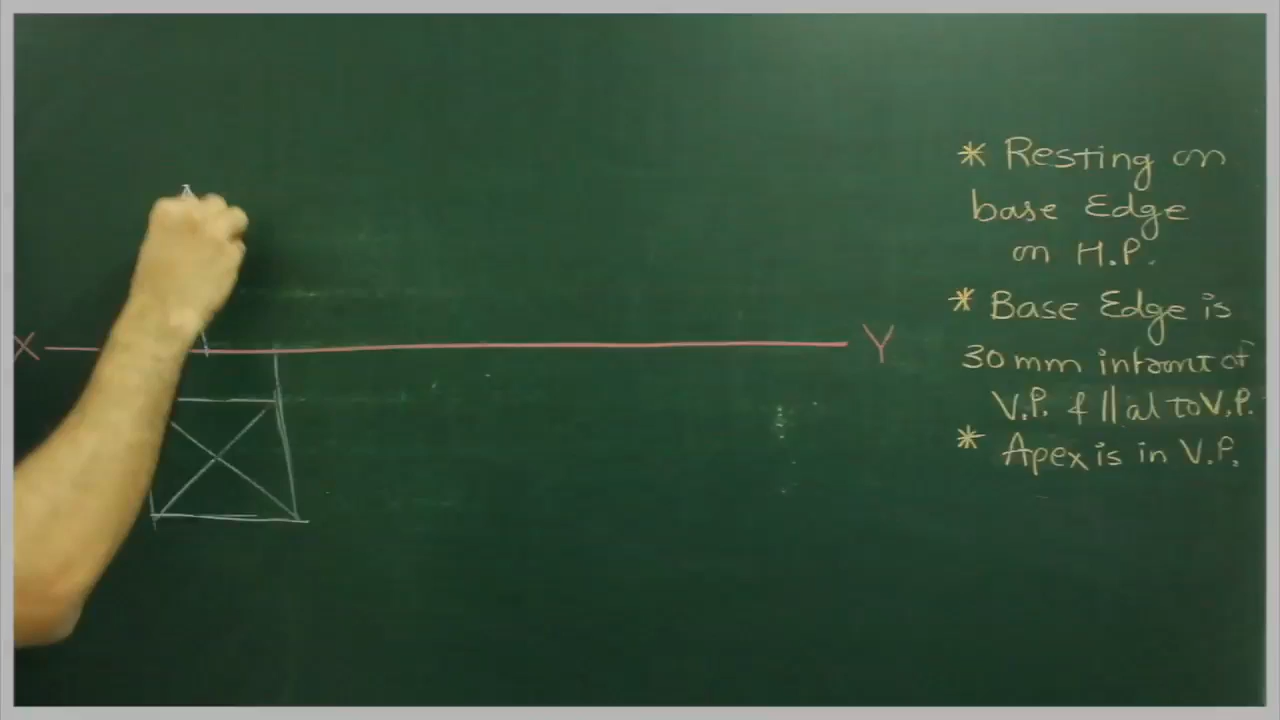 X
Y
* Resting on
base Edge
on H.P.
* Base Edge is
30 mm infront of
V.P. & ||al to V.P.
* Apex is in V.P.